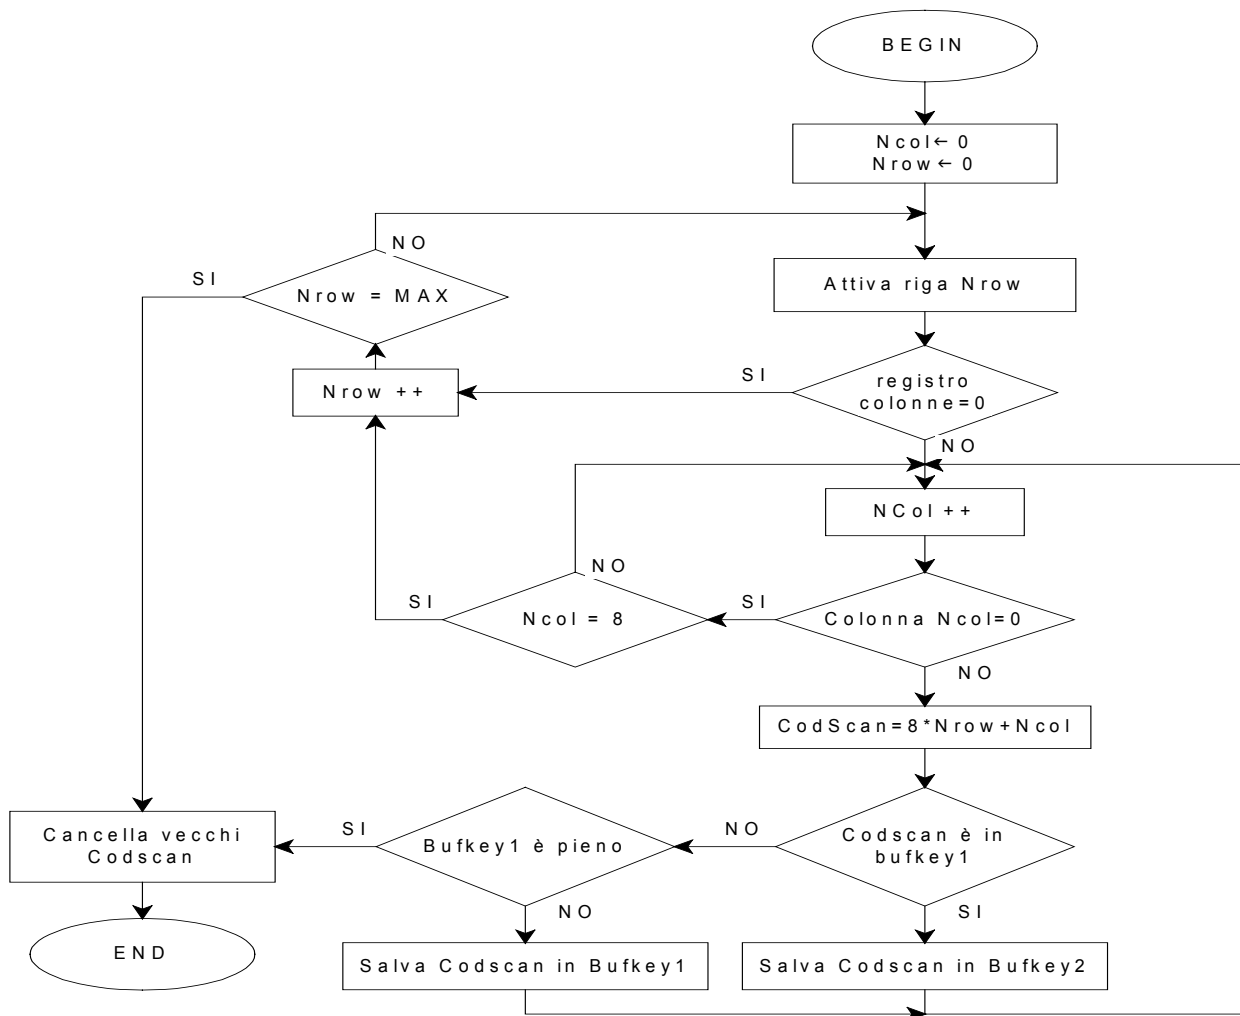 BEGIN
Ncol← 0
Nrow← 0
NO
SI
Nrow = MAX
Attiva riga Nrow
SI
registro
colonne=0
Nrow ++
NO
NCol ++
NO
SI
Ncol = 8
SI
Colonna Ncol=0
NO
CodScan=8*Nrow+Ncol
Cancella vecchi
Codscan
SI
Bufkey1 è pieno
NO
Codscan è in
bufkey1
NO
SI
END
Salva Codscan in Bufkey1
Salva Codscan in Bufkey2